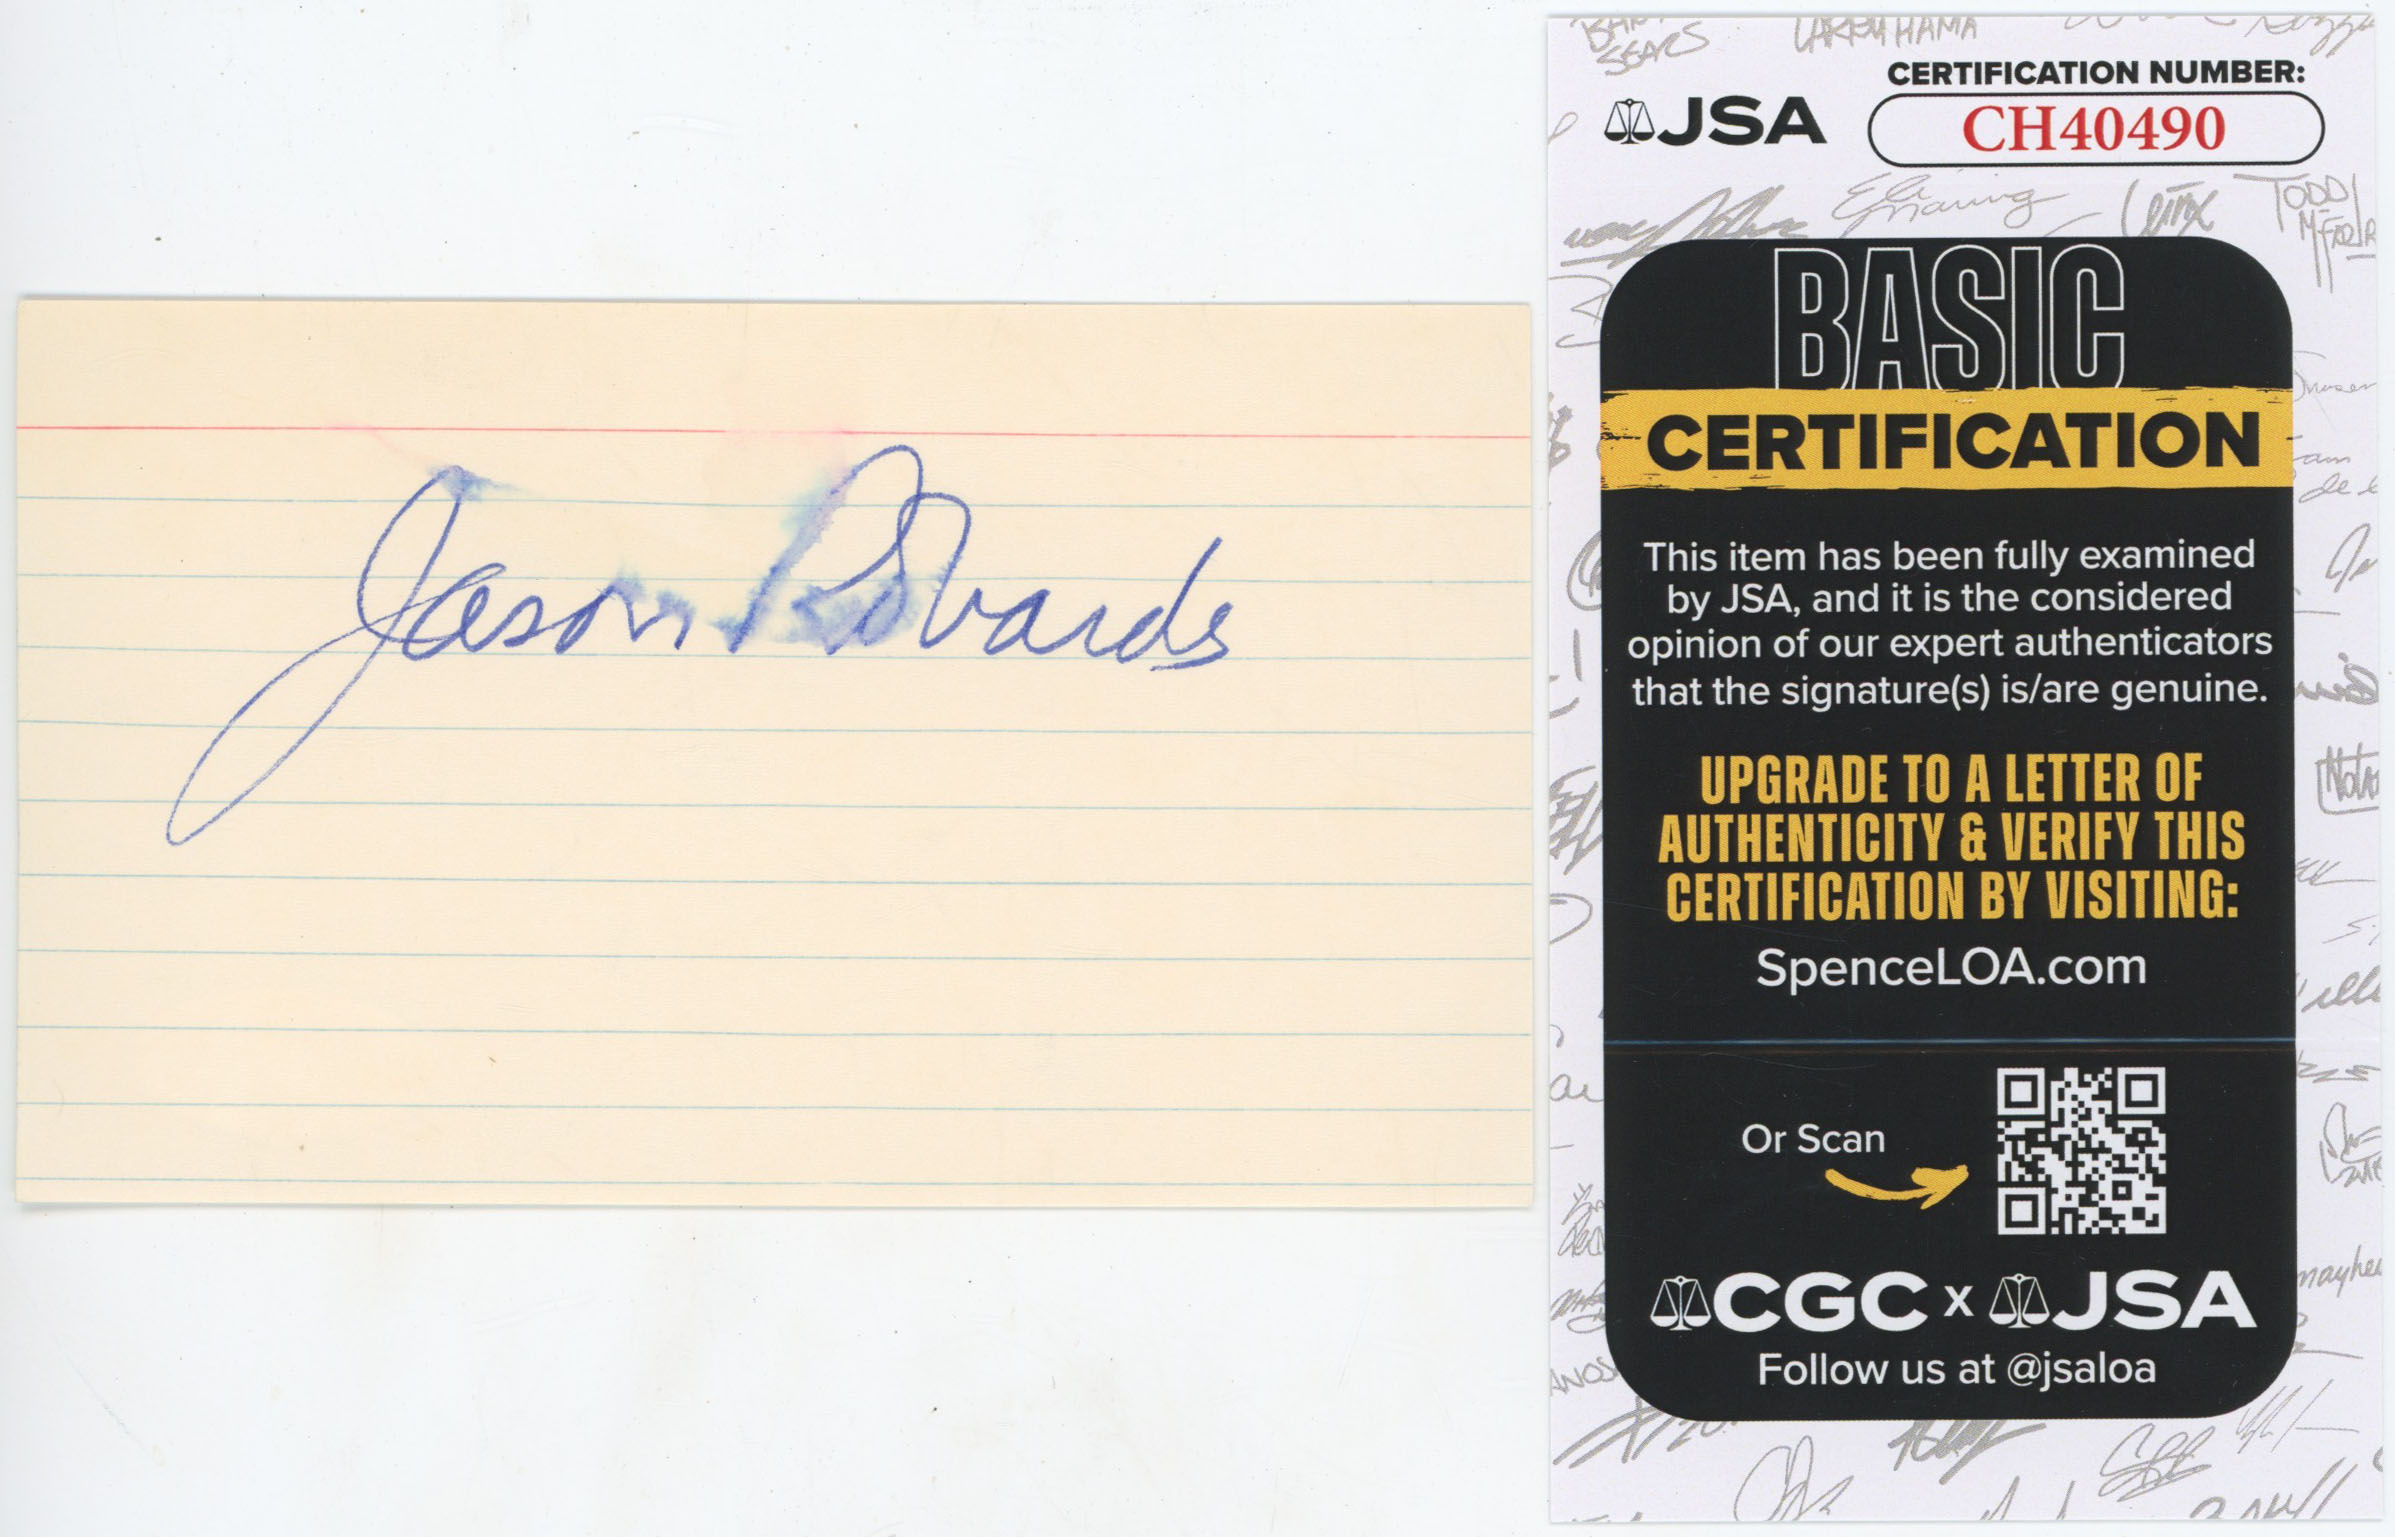 Jason Robards
JSA
CERTIFICATION NUMBER:
CH40490
BASIC
CERTIFICATION
This item has been fully examined
by JSA, and it is the considered
opinion of our expert authenticators
that the signature(s) is/are genuine.
UPGRADE TO A LETTER OF
AUTHENTICITY & VERIFY THIS
CERTIFICATION BY VISITING:
SpenceLOA.com
Or Scan
CGC x JSA
Follow us at @jsaloa